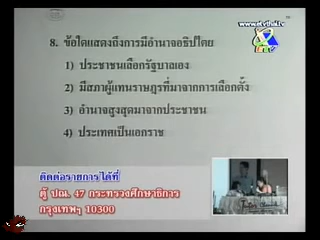 www.etvthai.tv
ETV
8. ข้อใดแสดงถึงการมีอำนาจอธิปไตย
1) ประชาชนเลือกรัฐบาลเอง
2) มีสภาผู้แทนราษฎรที่มาจากการเลือกตั้ง
3) อำนาจสูงสุดมาจากประชาชน
4) ประเทศเป็นเอกราช
ติดต่อรายการได้ที่
ตู้ ปณ. 47 กระทรวงศึกษาธิการ
กรุงเทพฯ 10300